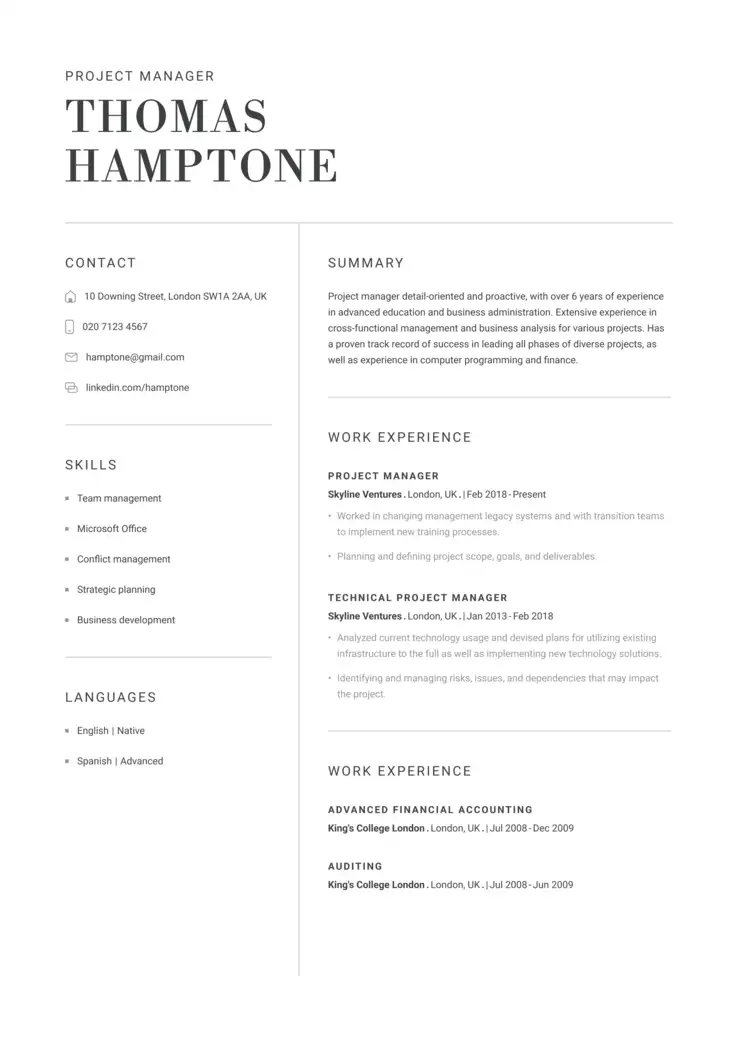 PROJECT MANAGER
THOMAS
HAMPTONE
CONTACT
10 Downing Street, London SW1A 2AA, UK
020 7123 4567
hamptone@gmail.com
linkedin.com/hamptone
SKILLS
Team management
Microsoft Office
Conflict management
Strategic planning
Business development
LANGUAGES
English | Native
Spanish | Advanced
SUMMARY
Project manager detail-oriented and proactive, with over 6 years of experience
in advanced education and business administration. Extensive experience in
cross-functional management and business analysis for various projects. Has
a proven track record of success in leading all phases of diverse projects, as
well as experience in computer programming and finance.
WORK EXPERIENCE
PROJECT MANAGER
Skyline Ventures . London, UK . | Feb 2018 - Present
• Worked in changing management legacy systems and with transition teams
to implement new training processes.
• Planning and defining project scope, goals, and deliverables.
TECHNICAL PROJECT MANAGER
Skyline Ventures . London, UK . | Jan 2013 - Feb 2018
• Analyzed current technology usage and devised plans for utilizing existing
infrastructure to the full as well as implementing new technology solutions.
• Identifying and managing risks, issues, and dependencies that may impact
the project.
WORK EXPERIENCE
ADVANCED FINANCIAL ACCOUNTING
King's College London . London, UK . | Jul 2008 - Dec 2009
AUDITING
King's College London . London, UK . | Jul 2008 - Jun 2009